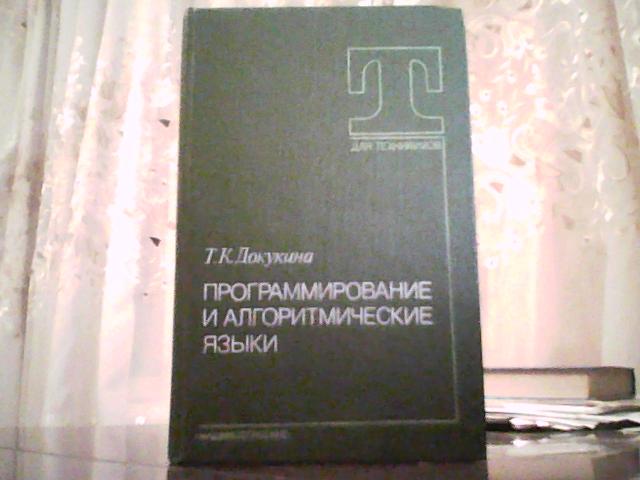 Т
ДЛЯ ТЕХНИКУМОВ
Т.К.Докукина
ПРОГРАММИРОВАНИЕ
И АЛГОРИТМИЧЕСКИЕ
ЯЗЫКИ